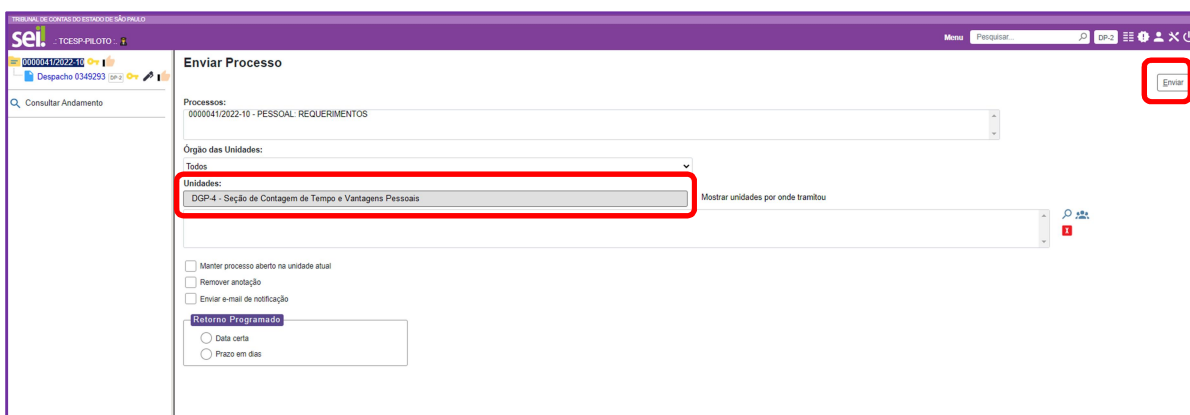 TRIBUNAL DE CONTAS DO ESTADO DE SÃO PAULO
sei! .: TCESP-PILOTO :. Menu Pesquisar... DP-2
0000041/2022-10
Despacho 0349293 DP-2
Consultar Andamento
Enviar Processo
Enviar
Processos:
0000041/2022-10 - PESSOAL: REQUERIMENTOS
Órgão das Unidades:
Todos
Unidades:
DGP-4 - Seção de Contagem de Tempo e Vantagens Pessoais Mostrar unidades por onde tramitou
Manter processo aberto na unidade atual
Remover anotação
Enviar e-mail de notificação
Retorno Programado
Data certa
Prazo em dias